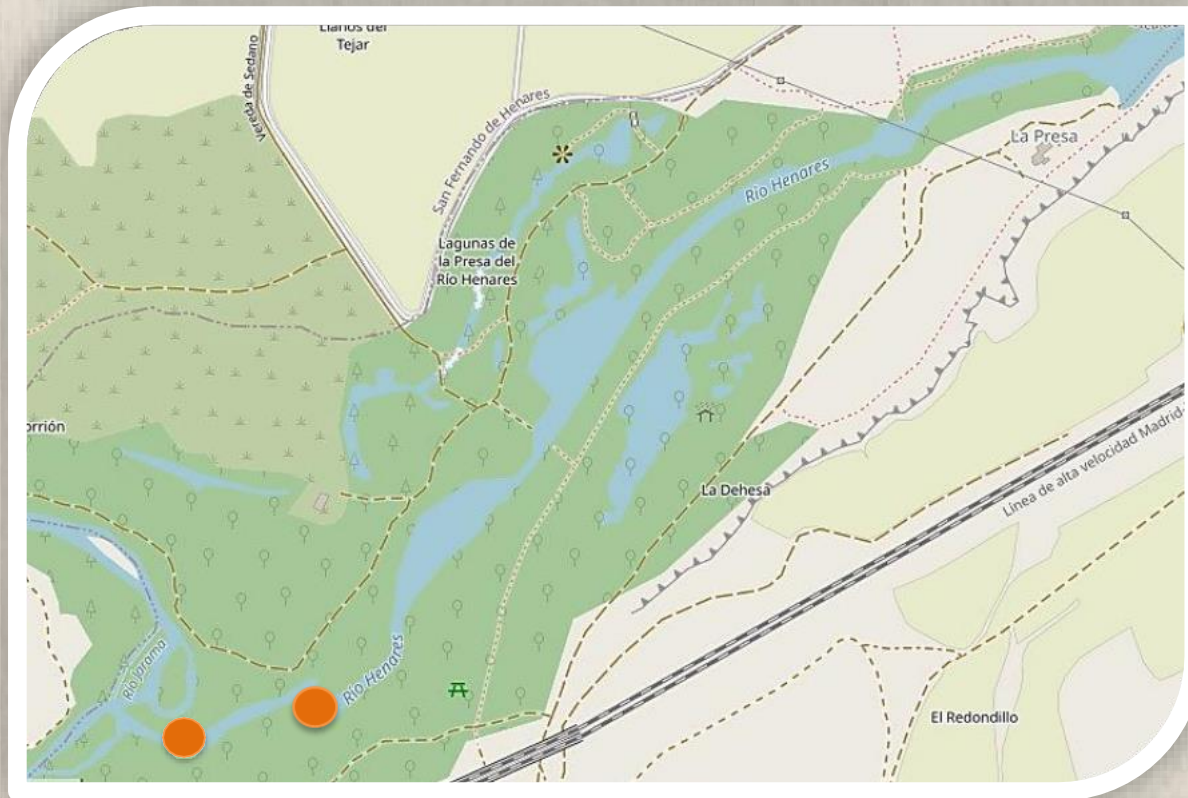 Llanos del
Tejar
Vereda de Sedano
San Fernando de Henares
La Presa
Río Henares
Lagunas de
la Presa del
Río Henares
orrión
La Dehesa
Línea de alta velocidad Madrid-
Río Jarama
Río Henares
El Redondillo